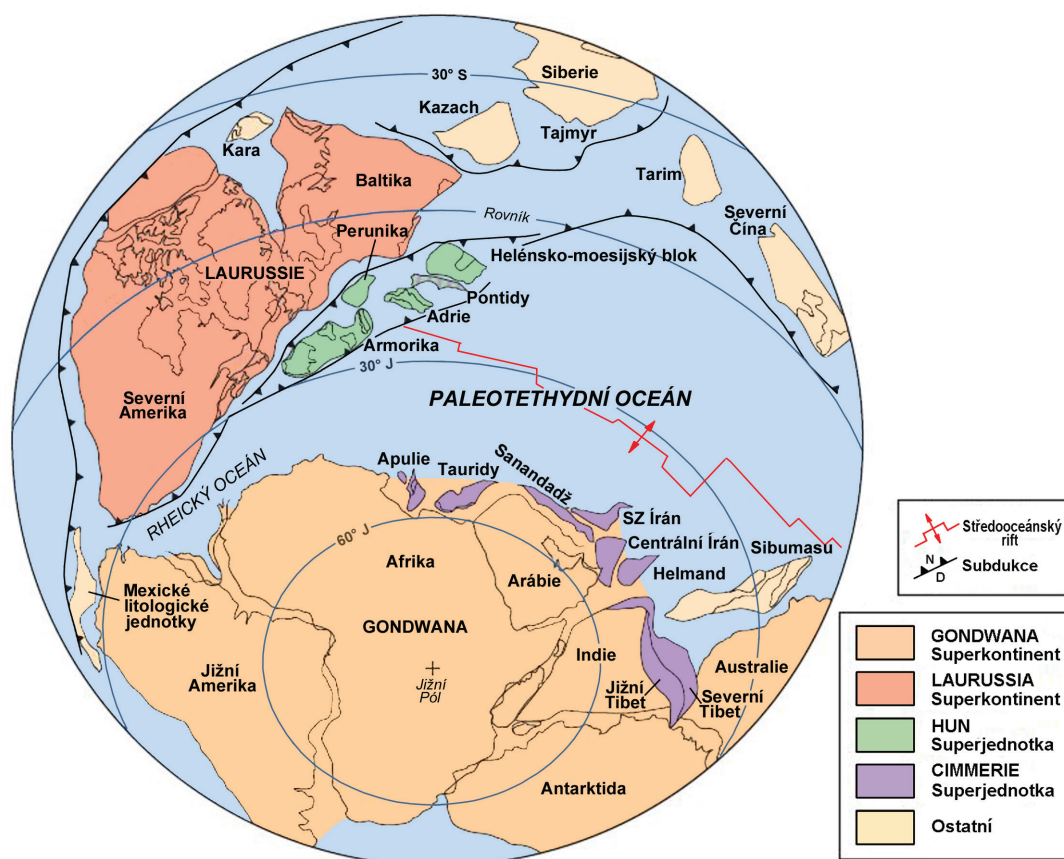 30° S
Siberie
Kazach
Tajmyr
Kara
Baltika
Tarim
Severní
Čína
Rovník
Perunika
Helénsko-moesijský blok
LAURUSSIE
Pontidy
Adrie
Armorika
30° J
Severní
Amerika
PALEOTETHYDNÍ OCEÁN
RHEICKÝ OCEÁN
Apulie
Tauridy
Sanandadž
SZ Írán
60° J
Centrální Írán
Sibumasu
Afrika
Arábie
Helmand
Mexické
litologické
jednotky
GONDWANA
Jižní
Amerika
Jižní
Pól
Indie
Australie
Jižní
Tibet
Severní
Tibet
Antarktida
Středooceánský
rift
N
D
Subdukce
GONDWANA
Superkontinent
LAURUSSIA
Superkontinent
HUN
Superjednotka
CIMMERIE
Superjednotka
Ostatní